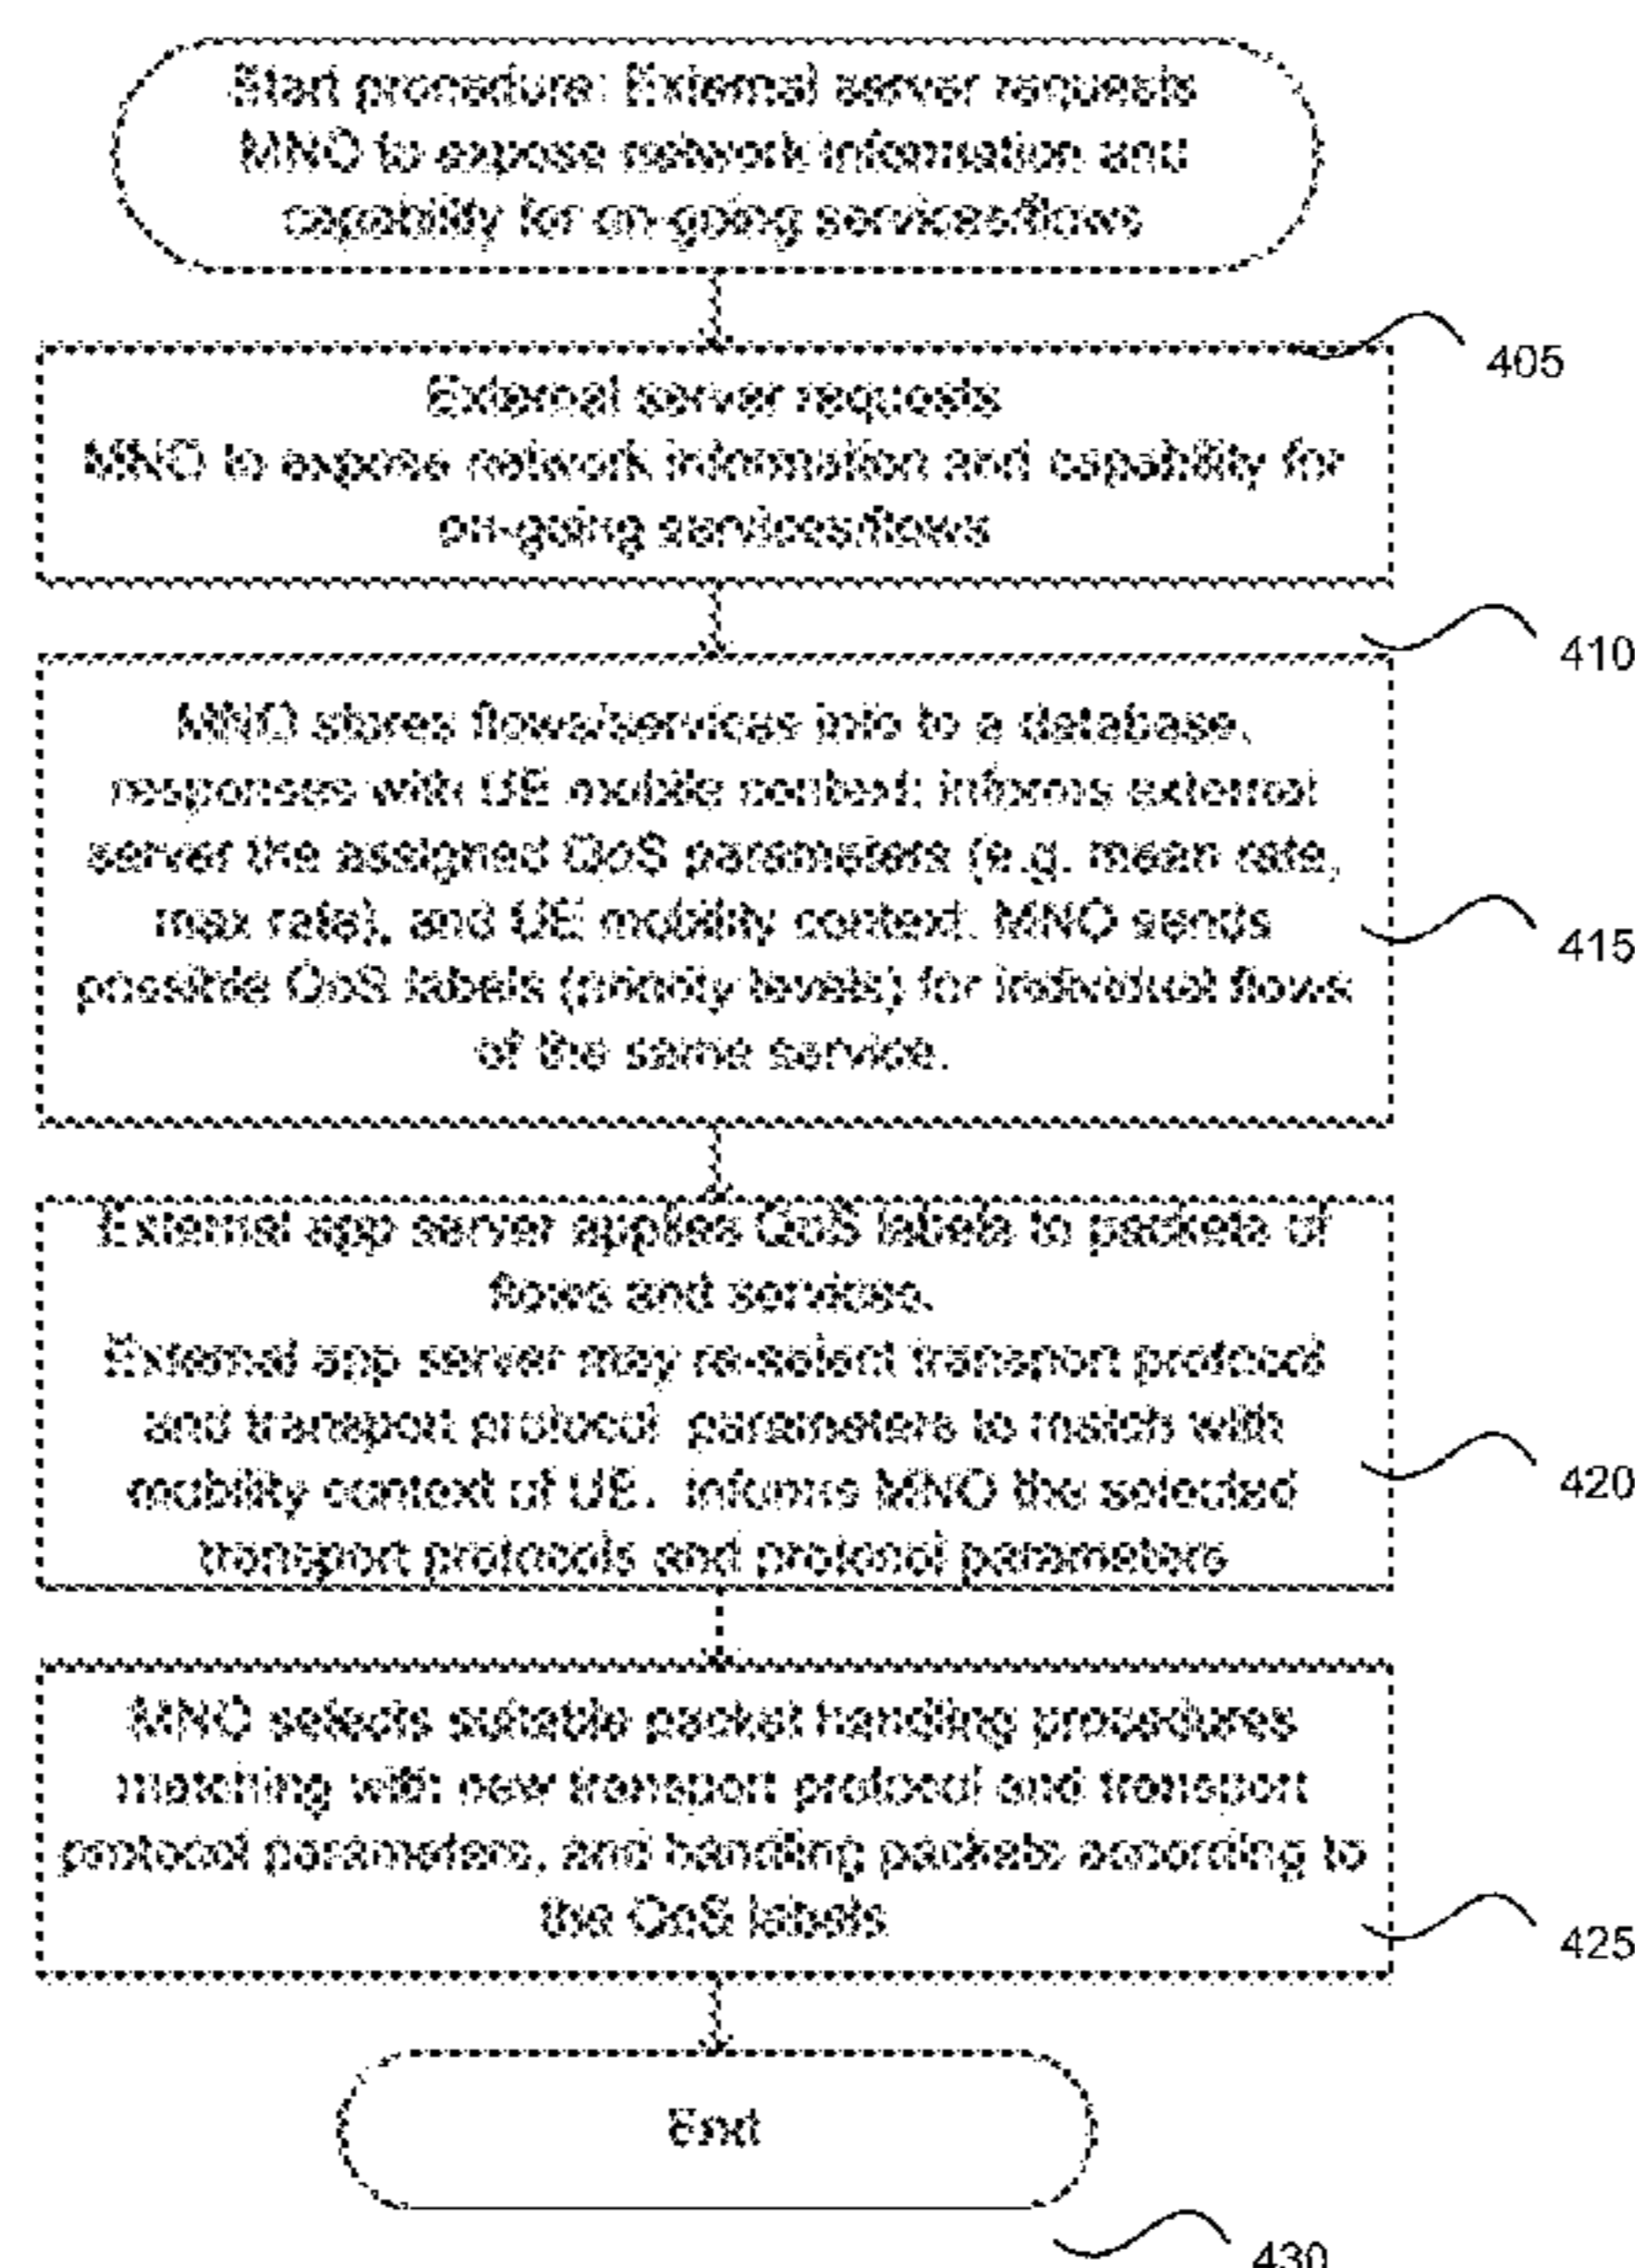 Start procedure: External server requests
MNO to expose network information and
capability for on-going services/flows
405
External server requests
MNO to expose network information and capability for
on-going services/flows
410
MNO stores flows/services info to a database,
responses with UE mobile context; informs external
server the assigned QoS parameters (e.g. mean rate,
max rate), and UE mobility context. MNO sends
415
possible QoS labels (priority levels) for individual flows
of the same service.
External app server applies QoS labels to packets of
flows and services.
External app server may re-select transport protocol
and transport protocol parameters to match with
mobility context of UE. informs MNO the selected
420
transport protocols and protocol parameters
MNO selects suitable packet handling procedures
matching with new transport protocol and transport
protocol parameters, and handling packets according to
the QoS labels
425
End
430